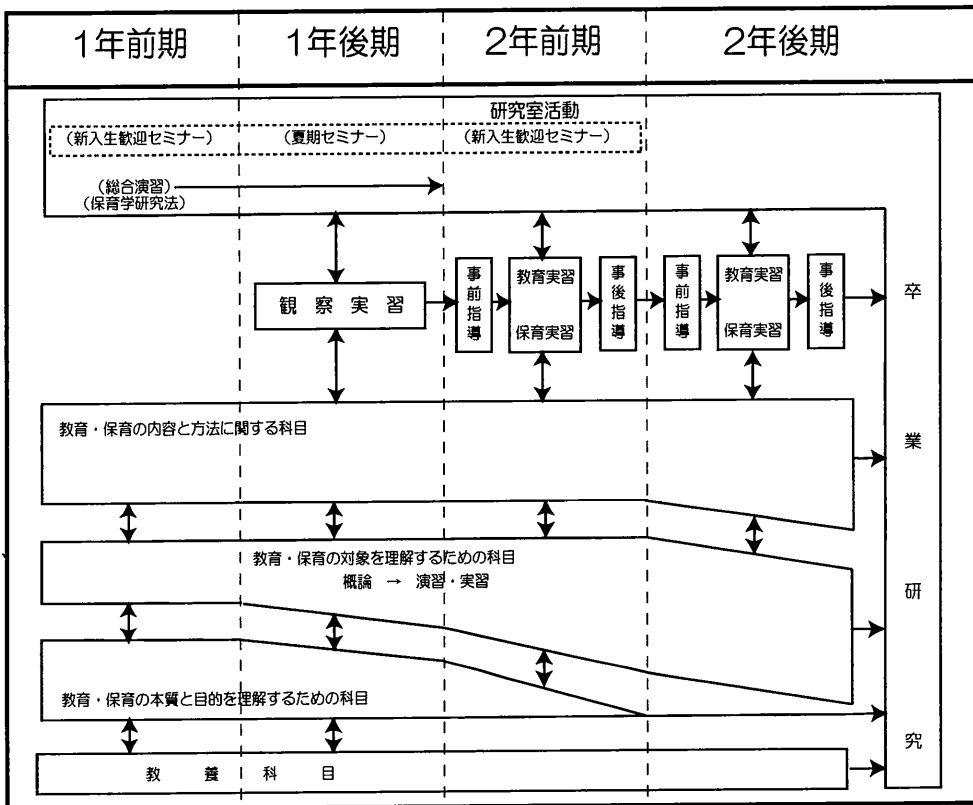 1年前期
1年後期
2年前期
2年後期
研究室活動
（新入生歓迎セミナー）
（夏期セミナー）
（新入生歓迎セミナー）
（総合演習）
（保育学研究法）
観察実習
事前指導
教育実習
保育実習
事後指導
事前指導
教育実習
保育実習
事後指導
卒業研究
教育・保育の内容と方法に関する科目
教育・保育の対象を理解するための科目
概論 → 演習・実習
教育・保育の本質と目的を理解するための科目
教養科目